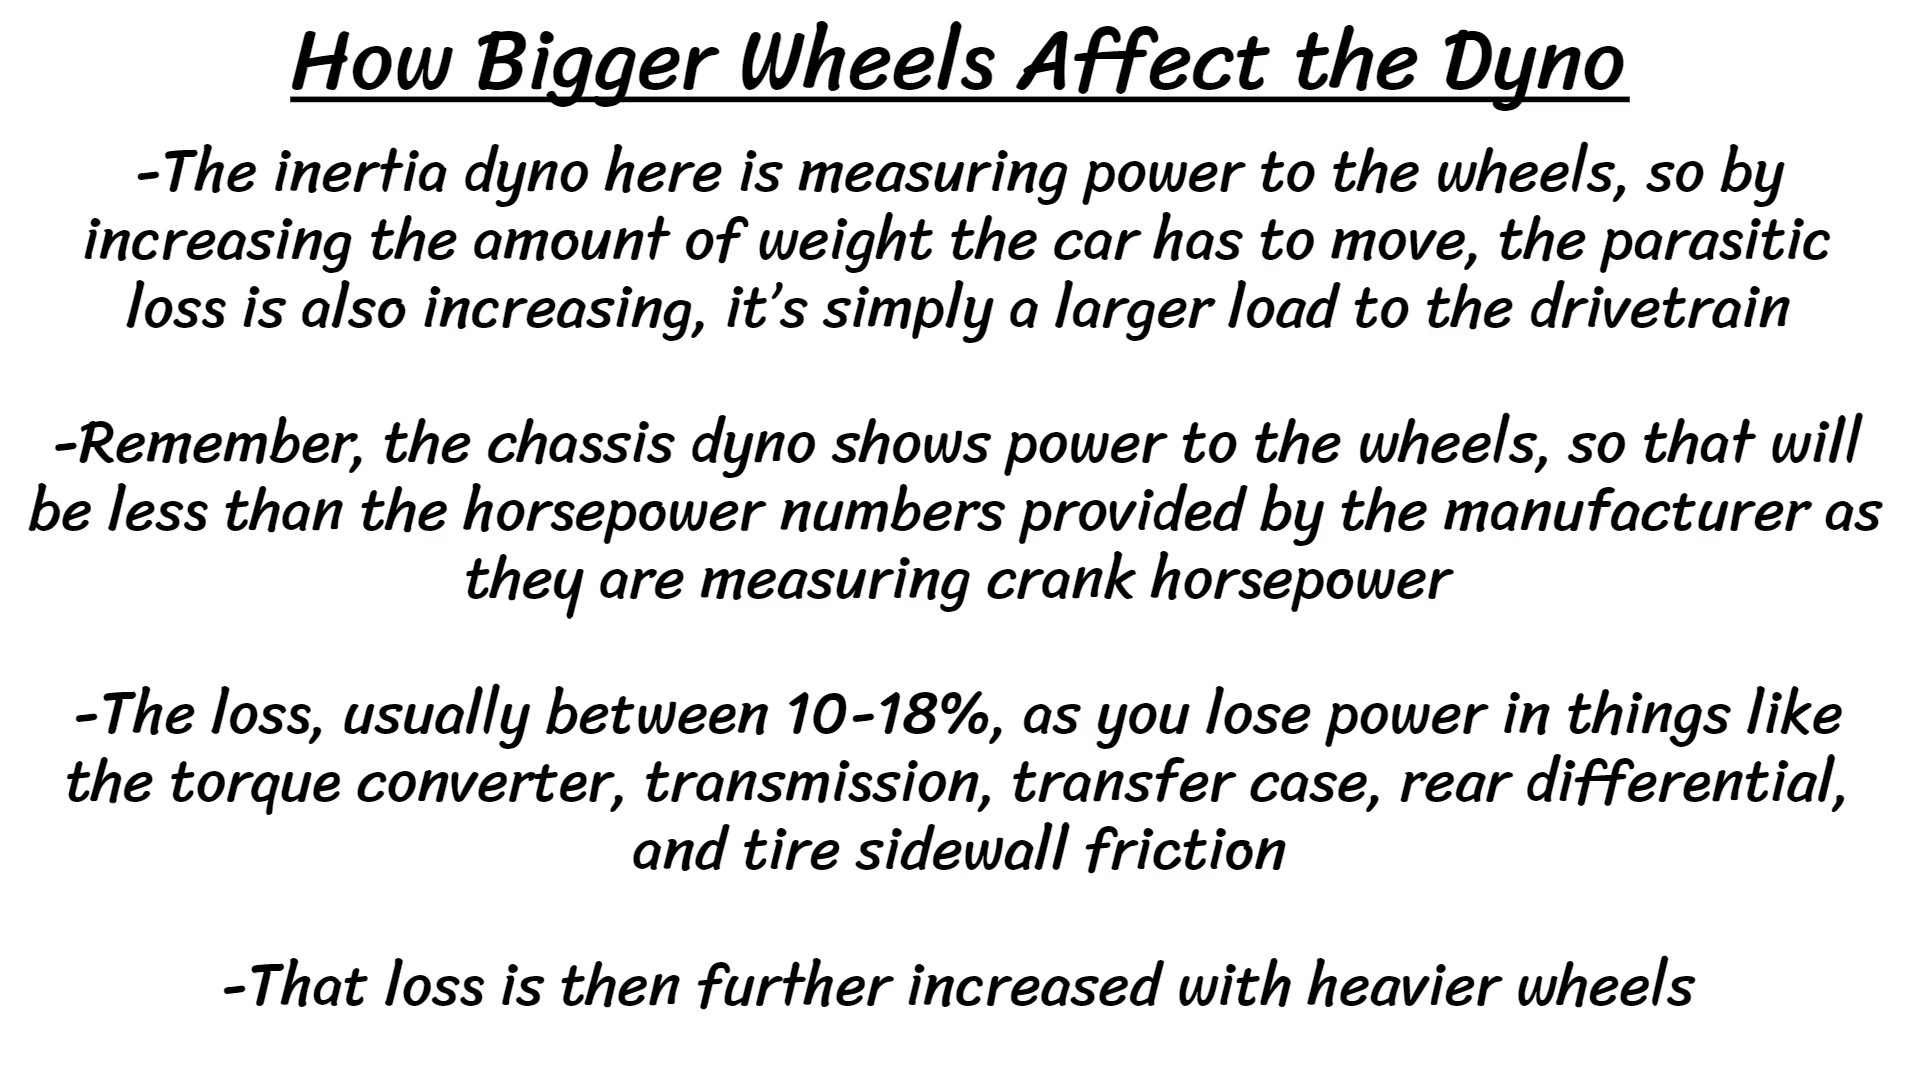 How Bigger Wheels Affect the Dyno
-The inertia dyno here is measuring power to the wheels, so by
increasing the amount of weight the car has to move, the parasitic
loss is also increasing, it's simply a larger load to the drivetrain
-Remember, the chassis dyno shows power to the wheels, so that will
be less than the horsepower numbers provided by the manufacturer as
they are measuring crank horsepower
-The loss, usually between 10-18%, as you lose power in things like
the torque converter, transmission, transfer case, rear differential,
and tire sidewall friction
-That loss is then further increased with heavier wheels